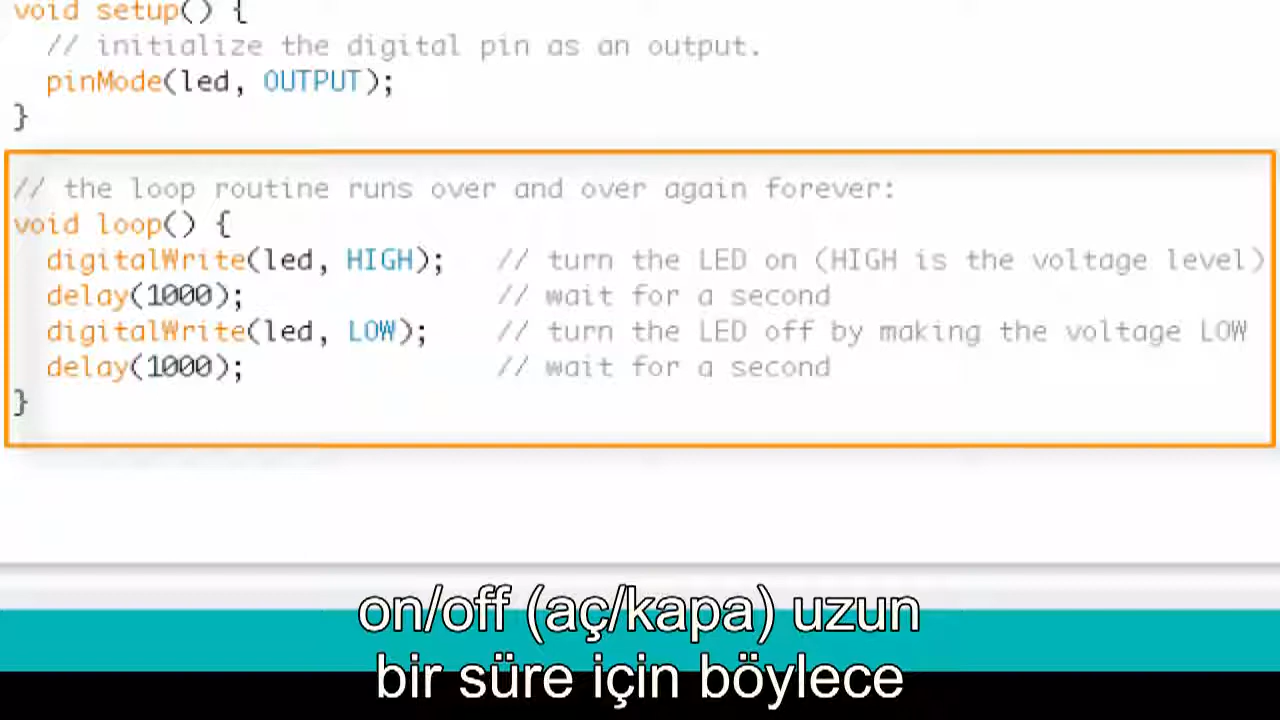 void setup() {
// initialize the digital pin as an output.
pinMode(led, OUTPUT);
}
// the loop routine runs over and over again forever:
void loop() {
digitalWrite(led, HIGH);   // turn the LED on (HIGH is the voltage level)
delay(1000);               // wait for a second
digitalWrite(led, LOW);    // turn the LED off by making the voltage LOW
delay(1000);               // wait for a second
}
on/off (aç/kapa) uzun
bir süre için böylece